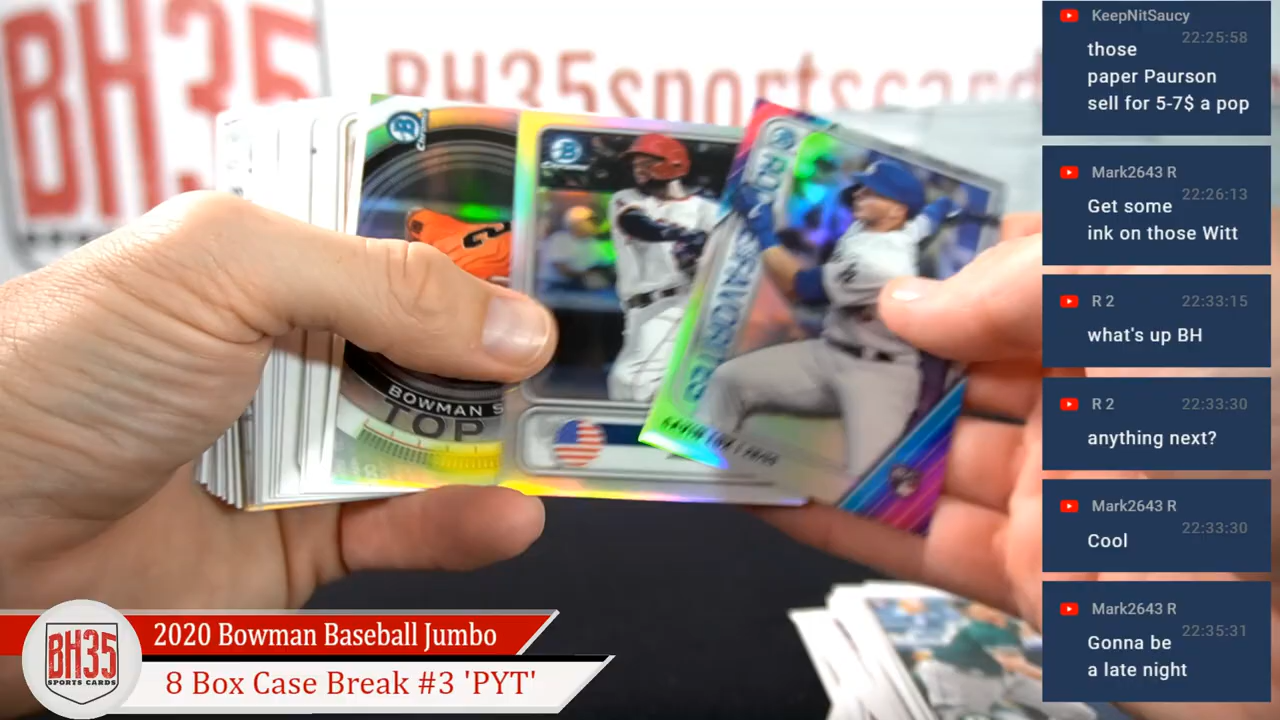 BH35
BH35sportscard
KeepNitSaucy
22:25:58
those
paper Paurson
sell for 5-7$ a pop
Mark2643 R
22:26:13
Get some
ink on those Witt
R 2
22:33:15
what's up BH
R 2
22:33:30
anything next?
Mark2643 R
22:33:30
Cool
Mark2643 R
22:35:31
Gonna be
a late night
B
Chrome
B
Chrome
2
BOWMAN S
TOP
BH35
SPORTS CARDS
2020 Bowman Baseball Jumbo
8 Box Case Break #3 'PYT'